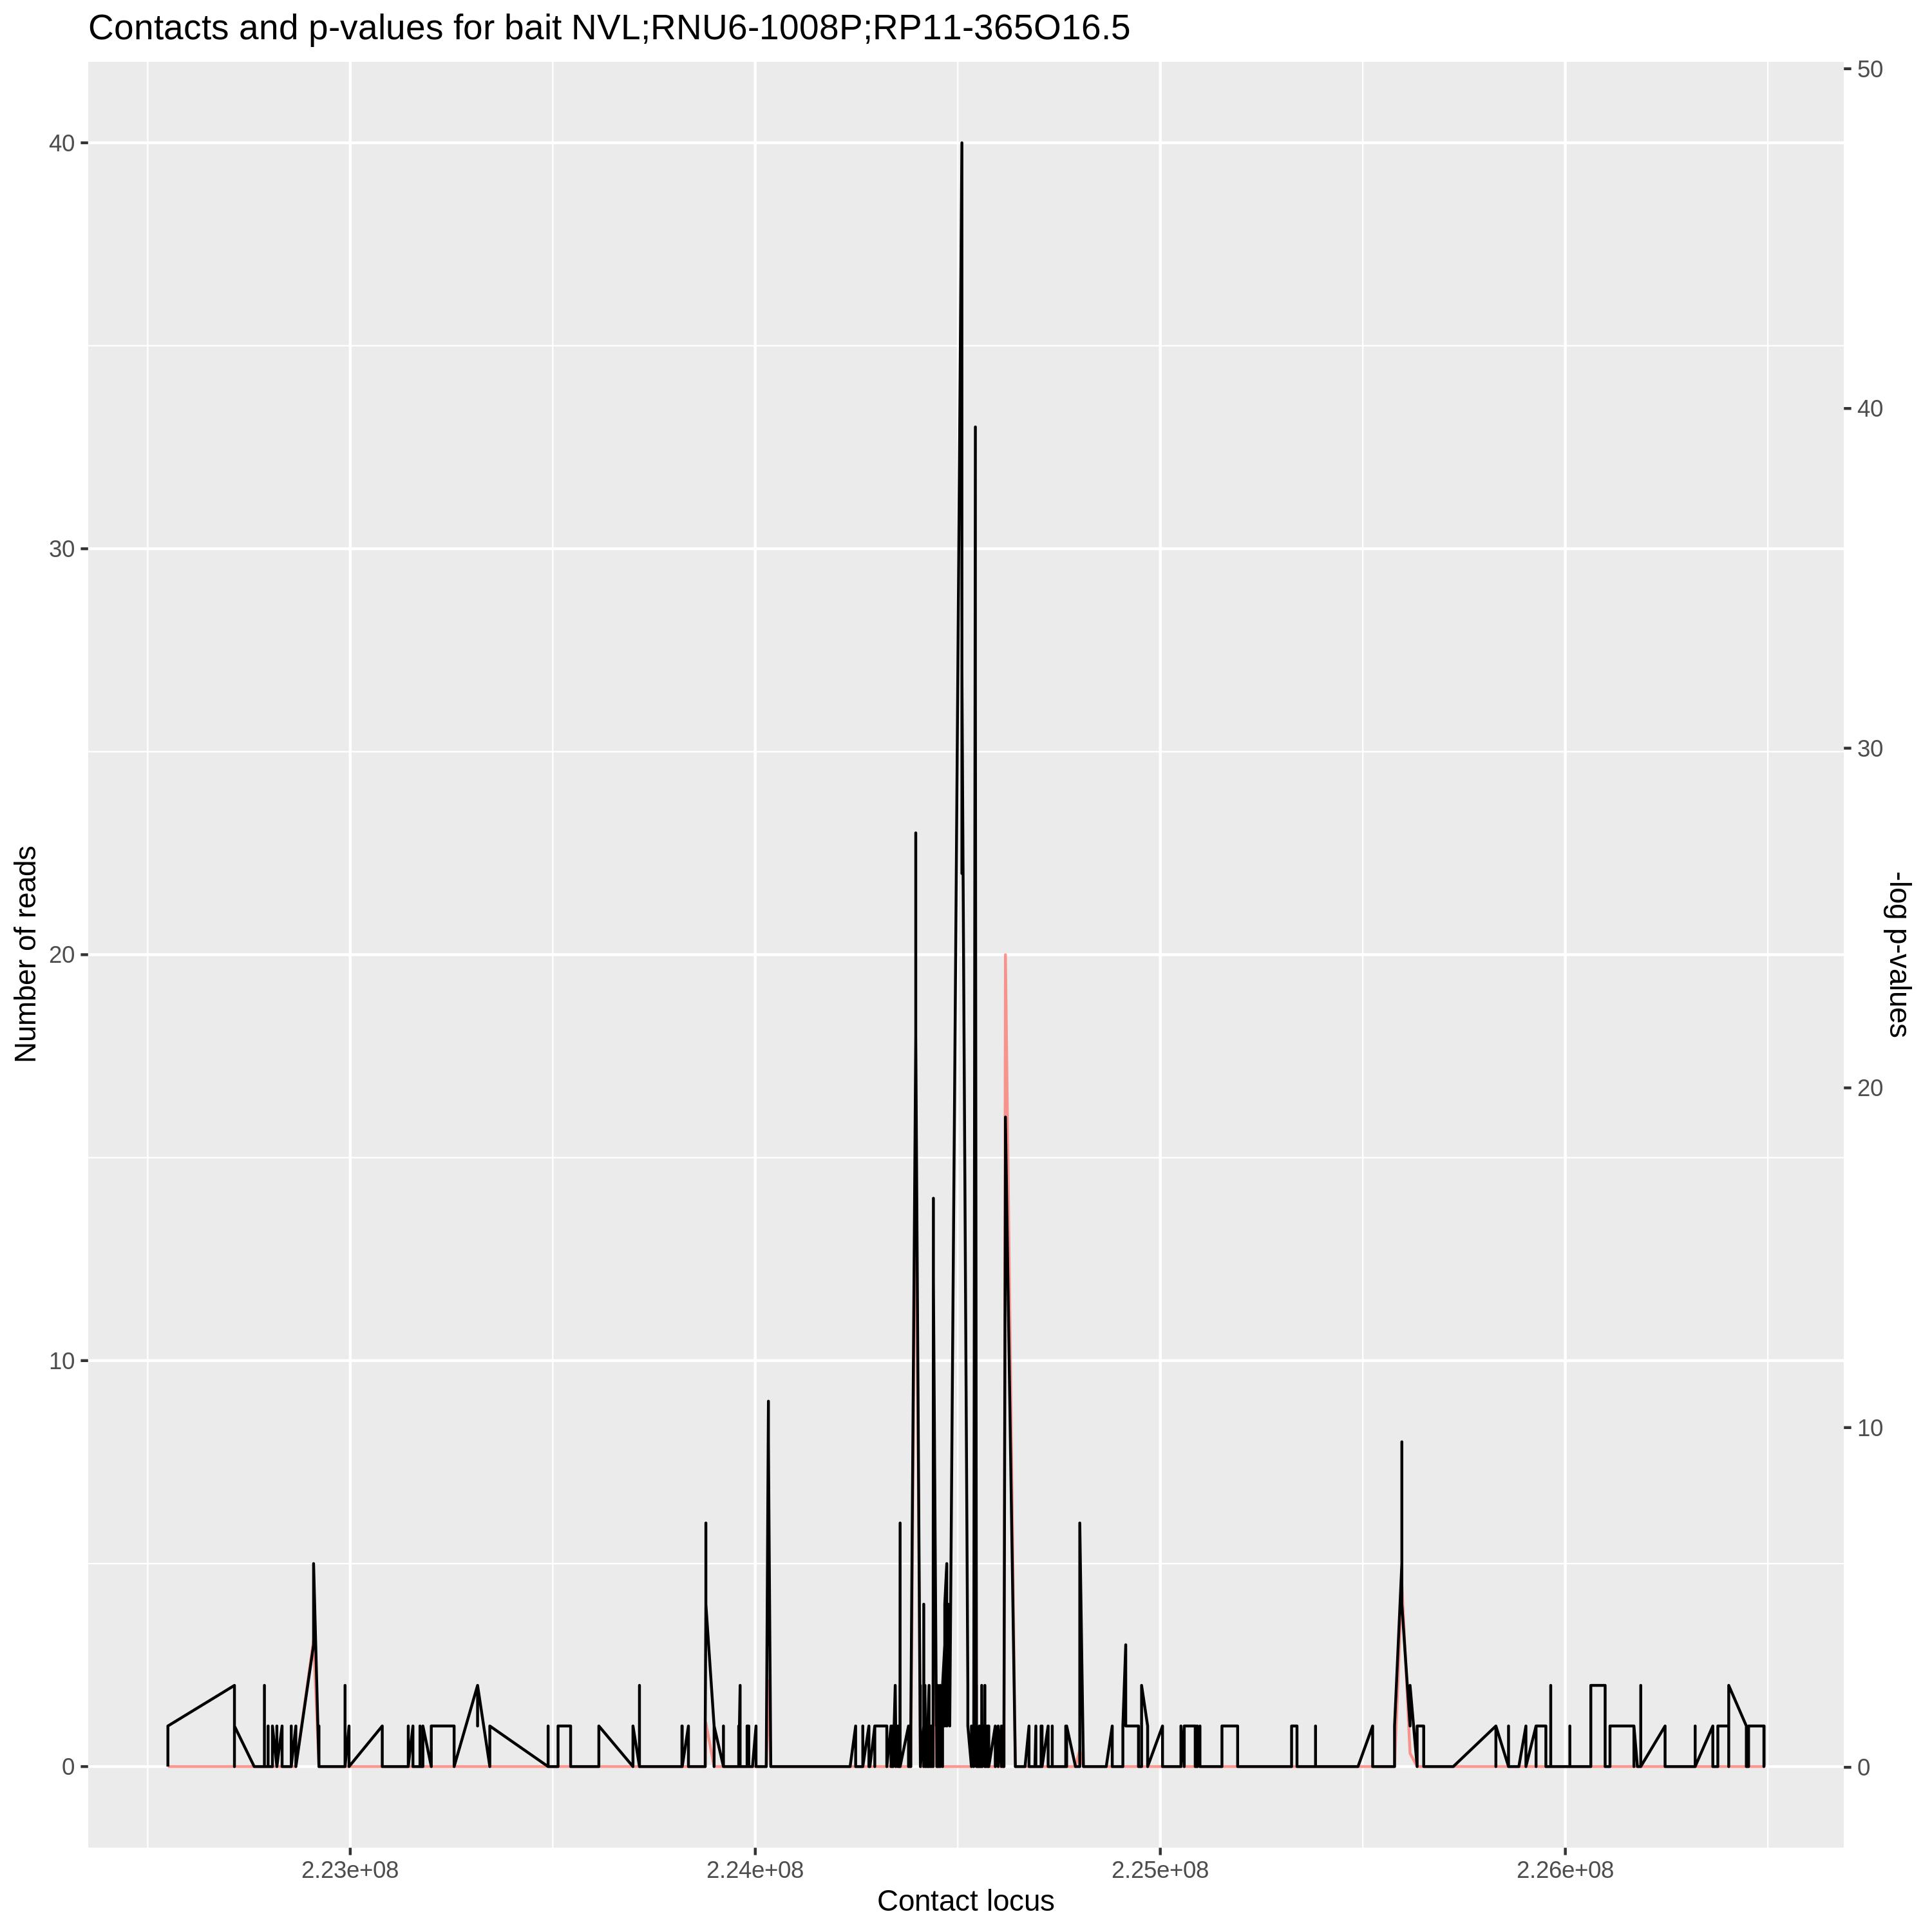 Contacts and p-values for bait NVL;RNU6-1008P;RP11-365O16.5
50
40
40
30
30
20
20
10
10
0
0
Number of reads
-log p-values
2.23e+08
2.24e+08
2.25e+08
2.26e+08
Contact locus